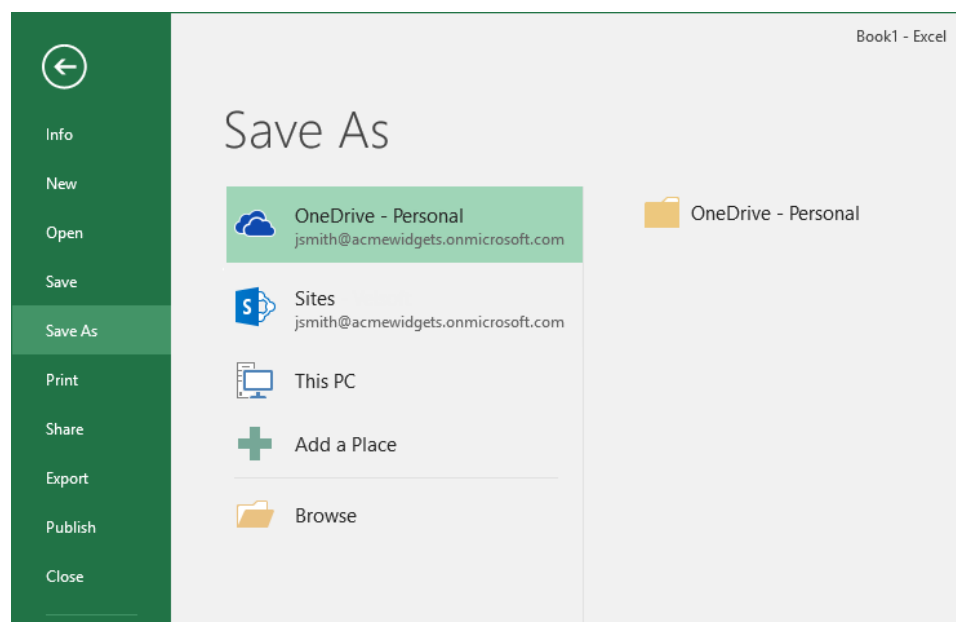 Book1 - Excel
Info
New
Open
Save
Save As
Print
Share
Export
Publish
Close
Save As
OneDrive - Personal
jsmith@acmewidgets.onmicrosoft.com
Sites
jsmith@acmewidgets.onmicrosoft.com
This PC
Add a Place
Browse
OneDrive - Personal